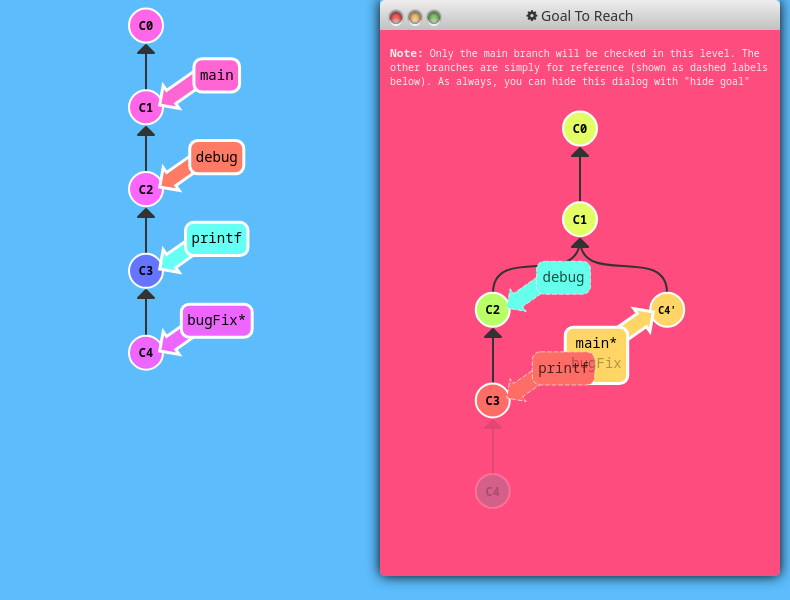 C0
main
C1
debug
C2
printf
C3
bugFix*
C4
Goal To Reach
Note: Only the main branch will be checked in this level. The
other branches are simply for reference (shown as dashed labels
below). As always, you can hide this dialog with "hide goal"
C0
C1
debug
C2
C4'
main*
bugFix
printf
C3
C4